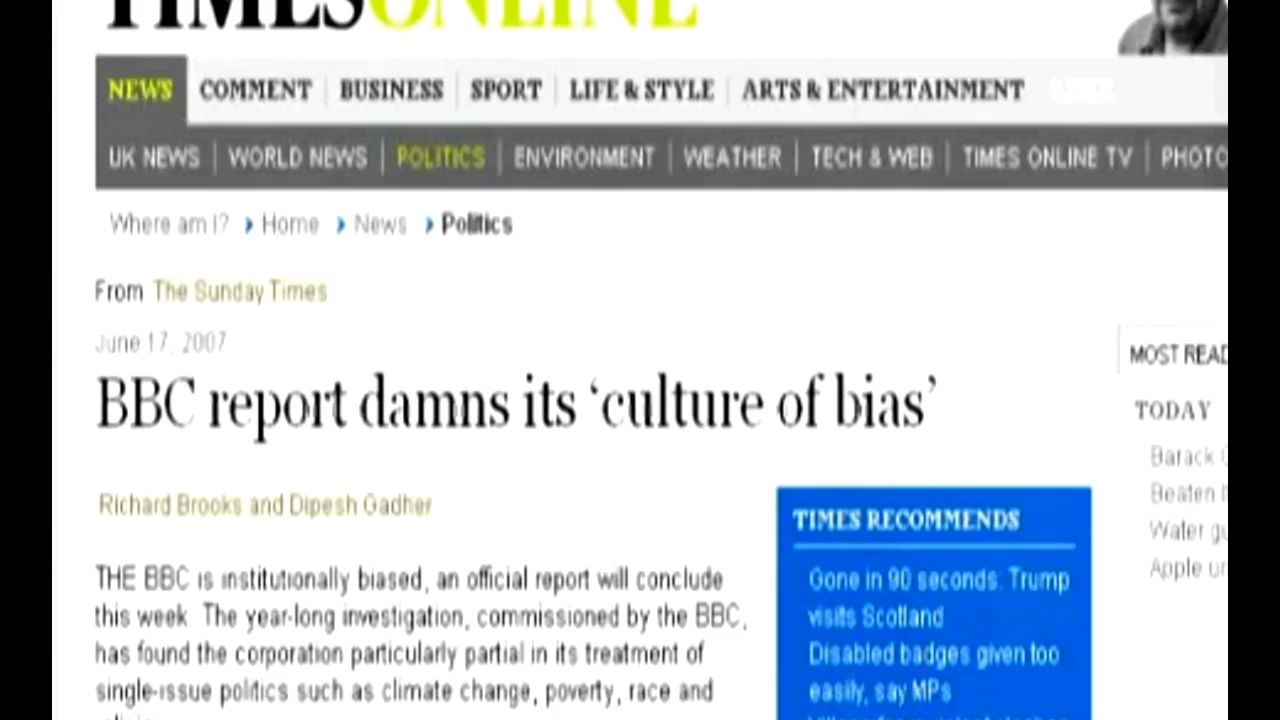 TIMESONLINE
NEWS COMMENT BUSINESS SPORT LIFE & STYLE ARTS & ENTERTAINMENT
UK NEWS WORLD NEWS POLITICS ENVIRONMENT WEATHER TECH & WEB TIMES ONLINE TV PHOTO
Where am I? Home News Politics
From The Sunday Times
June 17, 2007
BBC report damns its ‘culture of bias’
Richard Brooks and Dipesh Gadher
THE BBC is institutionally biased, an official report will conclude
this week. The year-long investigation, commissioned by the BBC,
has found the corporation particularly partial in its treatment of
single-issue politics such as climate change, poverty, race and
TIMES RECOMMENDS
Gone in 90 seconds: Trump
visits Scotland
Disabled badges given too
easily, say MPs
MOST READ
TODAY
Barack
Beaten
Water
Apple